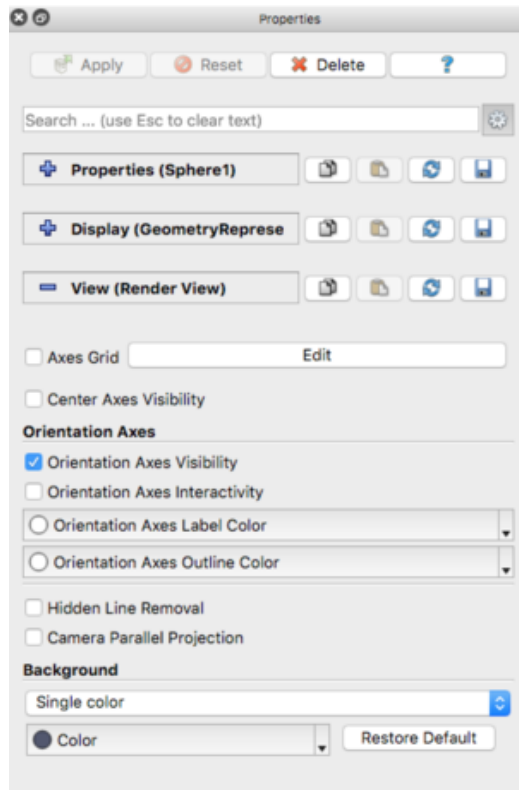 Properties
Apply Reset Delete ?
Search ... (use Esc to clear text)
Properties (Sphere1)
Display (GeometryReprese
View (Render View)
Axes Grid Edit
Center Axes Visibility
Orientation Axes
Orientation Axes Visibility
Orientation Axes Interactivity
Orientation Axes Label Color
Orientation Axes Outline Color
Hidden Line Removal
Camera Parallel Projection
Background
Single color
Color Restore Default